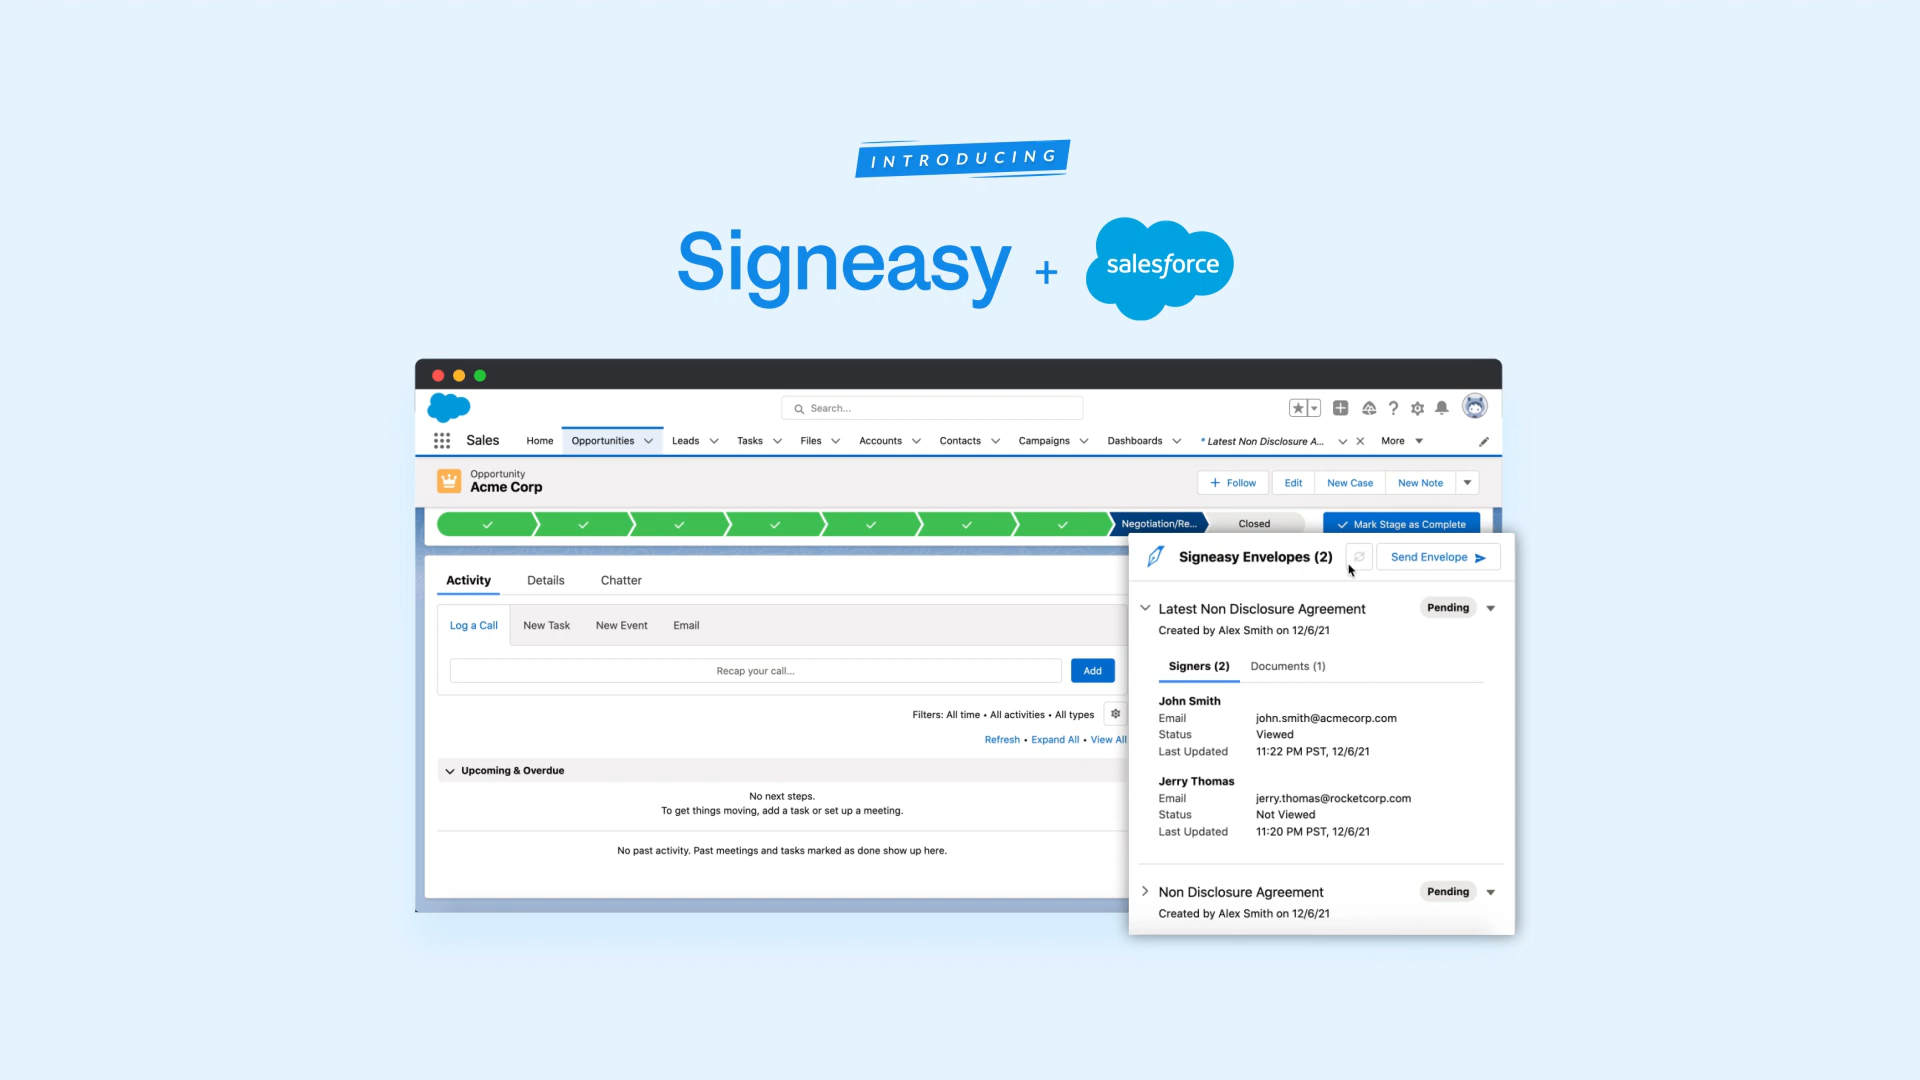 INTRODUCING
Signeasy + salesforce
Search...
Sales Home Opportunities Leads Tasks Files Accounts Contacts Campaigns Dashboards * Latest Non Disclosure A... More
Opportunity
Acme Corp
+ Follow Edit New Case New Note
Negotiation/Re... Closed Mark Stage as Complete
Activity Details Chatter
Log a Call New Task New Event Email
Recap your call... Add
Filters: All time • All activities • All types
Refresh • Expand All • View All
Upcoming & Overdue
No next steps.
To get things moving, add a task or set up a meeting.
No past activity. Past meetings and tasks marked as done show up here.
Signeasy Envelopes (2) Send Envelope
Latest Non Disclosure Agreement Pending
Created by Alex Smith on 12/6/21
Signers (2) Documents (1)
John Smith
Email john.smith@acmecorp.com
Status Viewed
Last Updated 11:22 PM PST, 12/6/21
Jerry Thomas
Email jerry.thomas@rocketcorp.com
Status Not Viewed
Last Updated 11:20 PM PST, 12/6/21
Non Disclosure Agreement Pending
Created by Alex Smith on 12/6/21